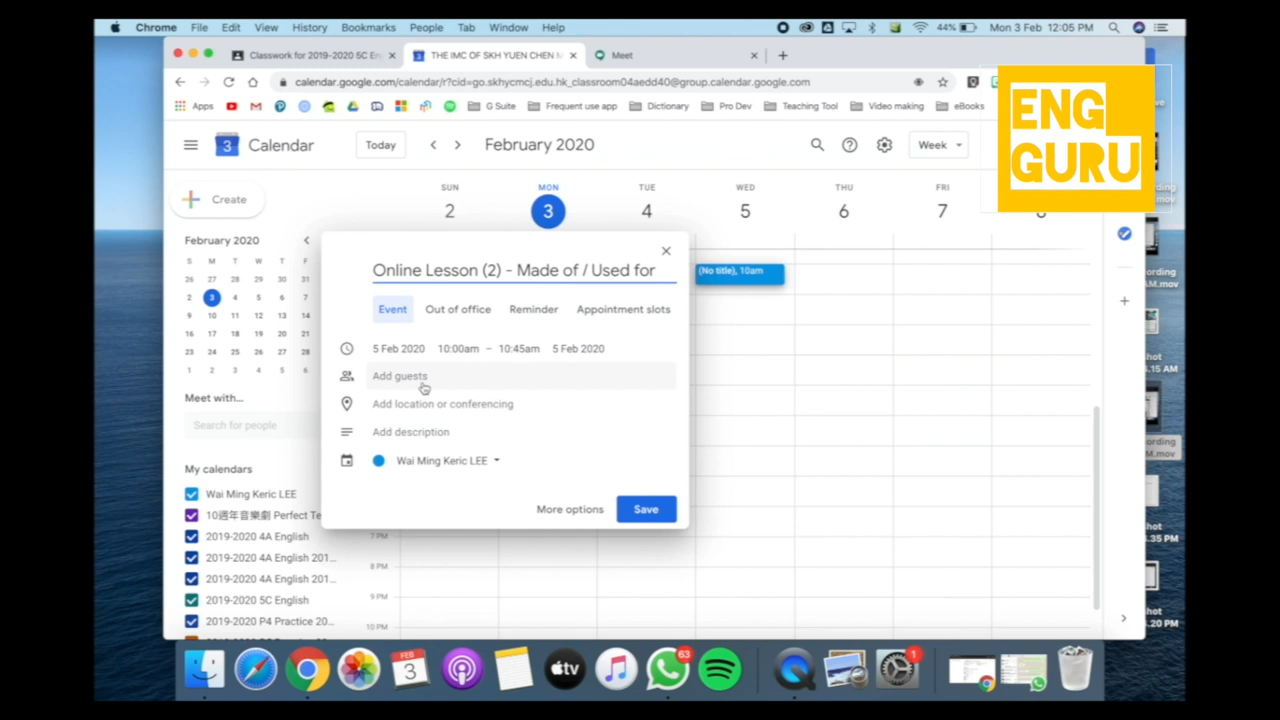 Chrome File Edit View History Bookmarks People Tab Window Help 44% Mon 3 Feb 12:05 PM
Classwork for 2019-2020 5C En THE IMC OF SKH YUEN CHEN M Meet
calendar.google.com/calendar/r?cid=go.skhycmcj.edu.hk_classroom04aedd40@group.calendar.google.com
Apps G Suite Frequent use app Dictionary Pro Dev Teaching Tool Video making eBooks
ENG
GURU
3 Calendar Today February 2020 Week
SUN MON TUE WED THU FRI
2 3 4 5 6 7
Create
February 2020
S M T W T F
26 27 28 29 30 31
2 3 4 5 6 7
9 10 11 12 13 14
16 17 18 19 20 21
23 24 25 26 27 28
1 2 3 4 5 6
Meet with...
Search for people
My calendars
Wai Ming Keric LEE
10週年音樂劇 Perfect Te
2019-2020 4A English
2019-2020 4A English 201...
2019-2020 4A English 201...
2019-2020 5C English
2019-2020 P4 Practice 20...
Online Lesson (2) - Made of / Used for
Event Out of office Reminder Appointment slots
5 Feb 2020 10:00am – 10:45am 5 Feb 2020
Add guests
Add location or conferencing
Add description
Wai Ming Keric LEE
More options Save
(No title), 10am
7 PM
8 PM
9 PM
10 PM
FEB
3
63
tv
1